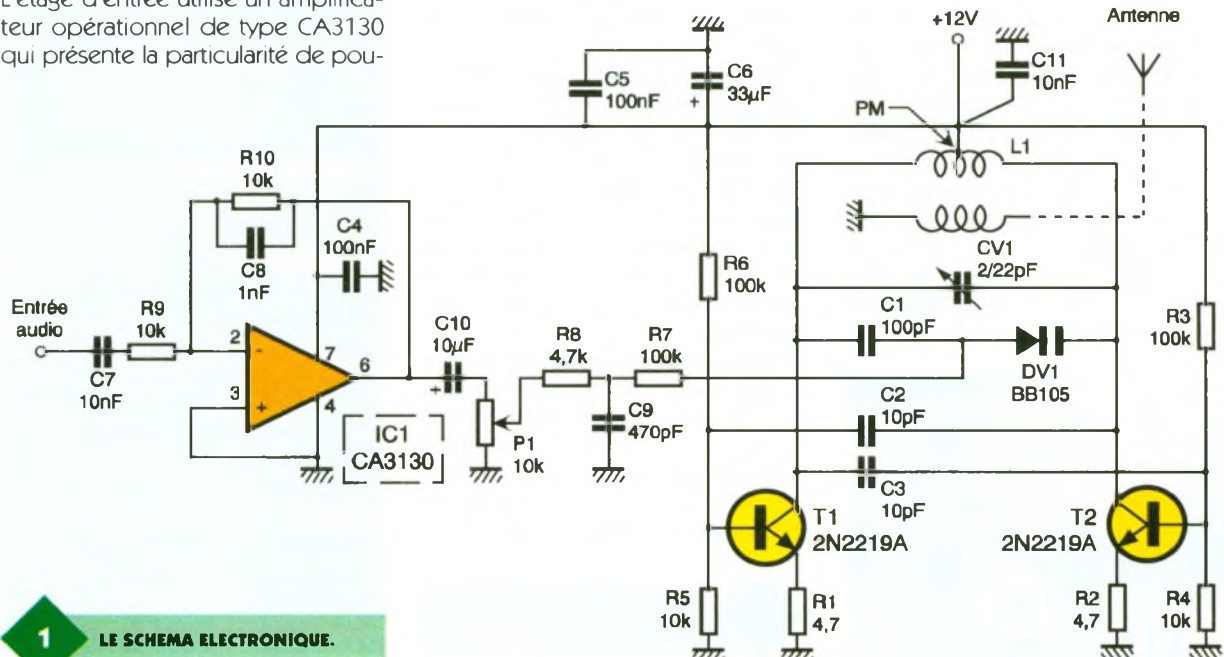 L'étage d'entrée utilise un amplifica-
teur opérationnel de type CA3130
qui présente la particularité de pou-
+12V
Antenne
C5
100nF
C6
33µF
+
C11
10nF
PM
L1
R10
10k
C8
1nF
C4
100nF
CV1
2/22pF
R6
100k
Entrée
audio
C7
10nF
R9
10k
2
-
3
+
7
6
4
IC1
CA3130
C10
10µF
+
P1
10k
R8
4,7k
C9
470pF
R7
100k
C1
100pF
DV1
BB105
R3
100k
C2
10pF
C3
10pF
T1
2N2219A
T2
2N2219A
R5
10k
R1
4,7
R2
4,7
R4
10k
1
LE SCHEMA ELECTRONIQUE.